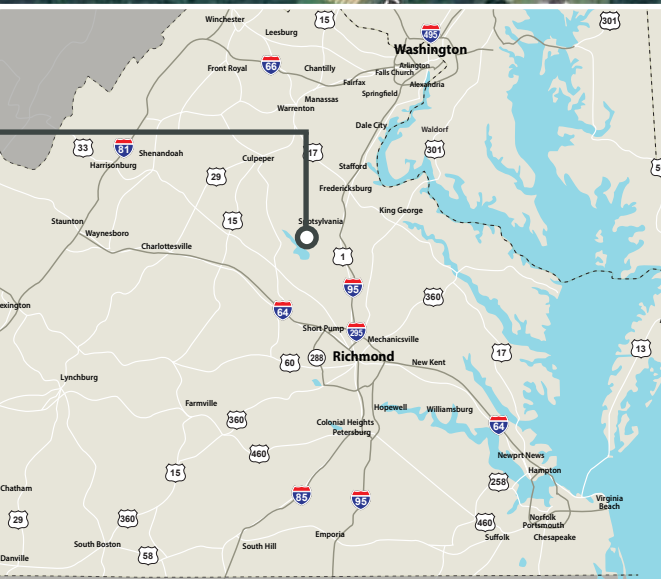 Winchester
15
301
Leesburg
495
Washington
Front Royal
66
Chantilly
Arlington
Falls Church
Fairfax
Alexandria
Springfield
Manassas
Warrenton
Dale City
Waldorf
33
81
Shenandoah
Culpeper
17
301
Harrisonburg
Stafford
29
Fredericksburg
King George
Staunton
15
Spotsylvania
Waynesboro
Charlottesville
1
95
360
exington
64
Short Pump
295
Mechanicsville
60
288
Richmond
17
13
New Kent
Lynchburg
Farmville
Hopewell
Williamsburg
360
Colonial Heights
64
Petersburg
460
Newprt News
15
Hampton
258
Chatham
85
95
Virginia
Beach
29
360
460
Norfolk
Portsmouth
Emporia
Suffolk
Chesapeake
South Boston
South Hill
58
Danville